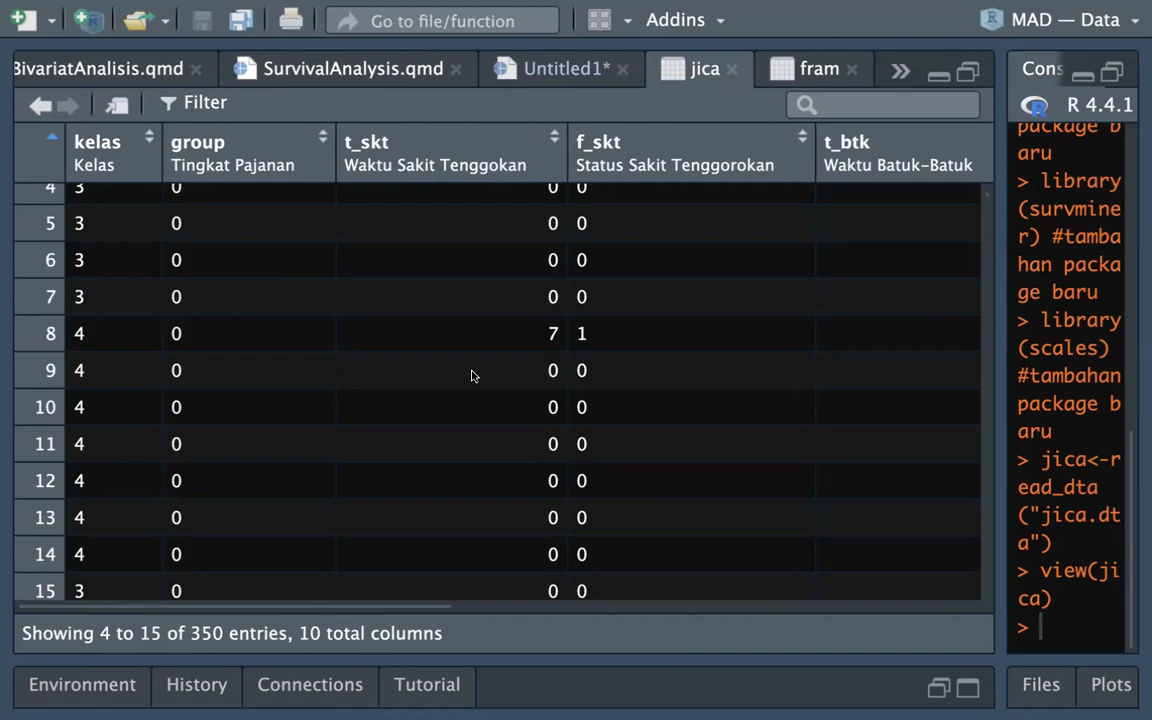 Go to file/function
Addins
MAD — Data
BivariatAnalisis.qmd
SurvivalAnalysis.qmd
Untitled1*
jica
fram
Cons
Filter
R 4.4.1
kelas group t_skt f_skt t_btk
Kelas Tingkat Pajanan Waktu Sakit Tenggokan Status Sakit Tenggorokan Waktu Batuk-Batuk
4 3 0 0 0
5 3 0 0 0
6 3 0 0 0
7 3 0 0 0
8 4 0 7 1
9 4 0 0 0
10 4 0 0 0
11 4 0 0 0
12 4 0 0 0
13 4 0 0 0
14 4 0 0 0
15 3 0 0 0
Showing 4 to 15 of 350 entries, 10 total columns
package b
aru
> library
(survmine
r) #tamba
han packa
ge baru
> library
(scales)
#tambahan
package b
aru
> jica<-r
ead_dta
("jica.dt
a")
> view(ji
ca)
>
Environment
History
Connections
Tutorial
Files
Plots